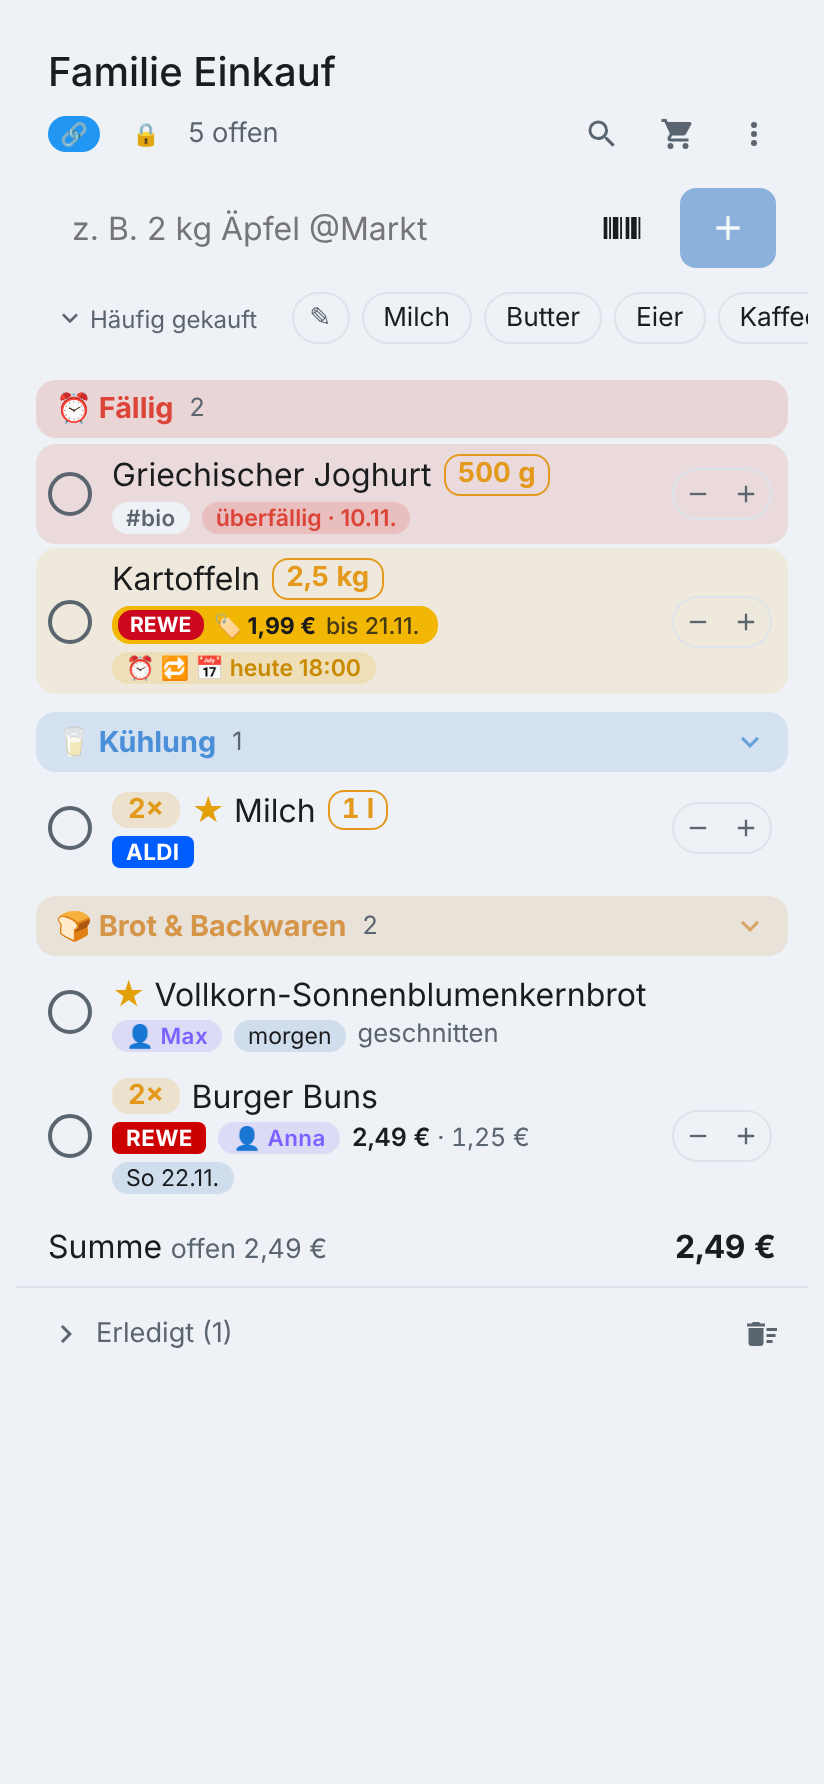 Familie Einkauf
🔗 🔒 5 offen
z. B. 2 kg Äpfel @Markt +
Häufig gekauft ✎ Milch Butter Eier Kaffe
⏰ Fällig 2
Griechischer Joghurt 500 g − +
#bio überfällig · 10.11.
Kartoffeln 2,5 kg
REWE 🏷️ 1,99 € bis 21.11. − +
⏰ 🔁 📅 heute 18:00
🥛 Kühlung 1
2× ★ Milch 1 l − +
ALDI
🍞 Brot & Backwaren 2
★ Vollkorn-Sonnenblumenkernbrot
👤 Max morgen geschnitten
2× Burger Buns
REWE 👤 Anna 2,49 € · 1,25 € − +
So 22.11.
Summe offen 2,49 € 2,49 €
Erledigt (1)